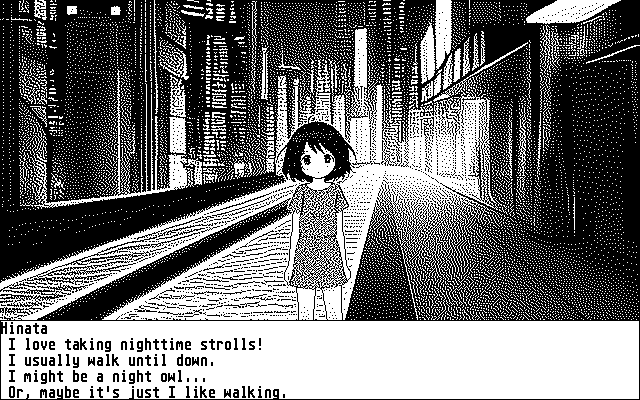 Hinata
I love taking nighttime strolls!
I usually walk until down.
I might be a night owl...
Or, maybe it's just I like walking.